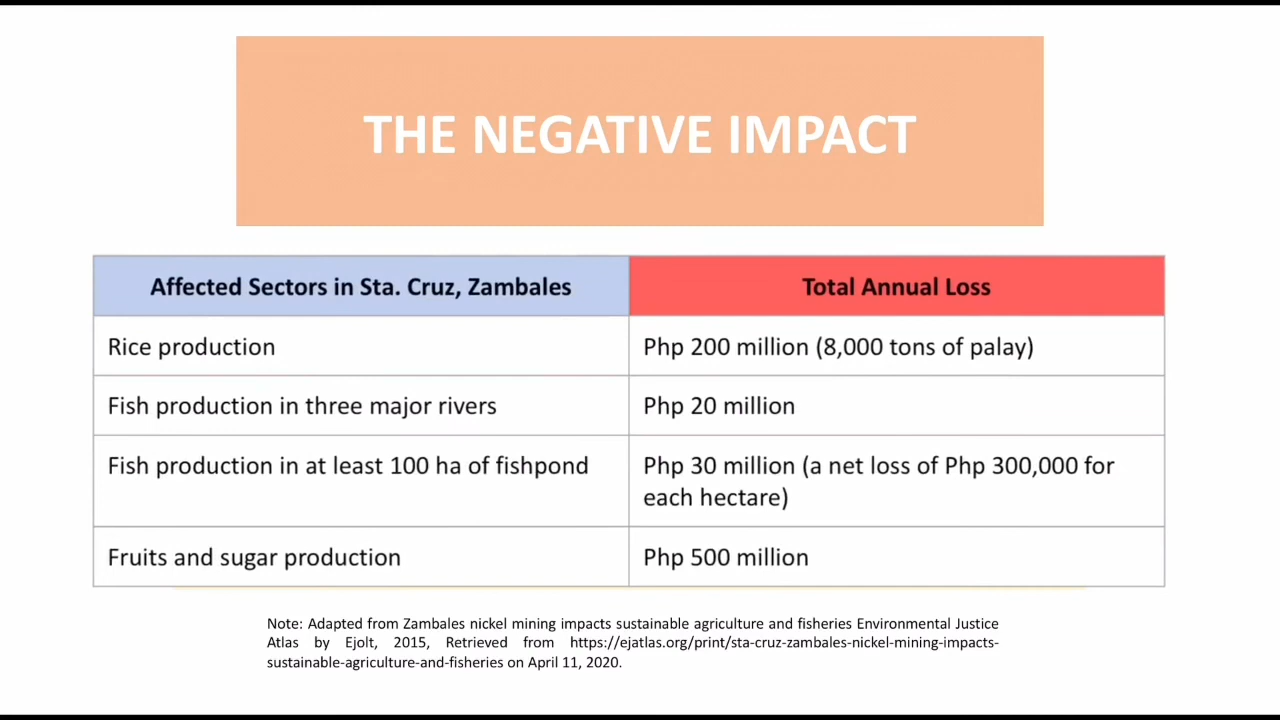 THE NEGATIVE IMPACT
Affected Sectors in Sta. Cruz, Zambales
Total Annual Loss
Rice production
Php 200 million (8,000 tons of palay)
Fish production in three major rivers
Php 20 million
Fish production in at least 100 ha of fishpond
Php 30 million (a net loss of Php 300,000 for
each hectare)
Fruits and sugar production
Php 500 million
Note: Adapted from Zambales nickel mining impacts sustainable agriculture and fisheries Environmental Justice
Atlas by Ejolt, 2015, Retrieved from https://ejatlas.org/print/sta-cruz-zambales-nickel-mining-impacts-
sustainable-agriculture-and-fisheries on April 11, 2020.